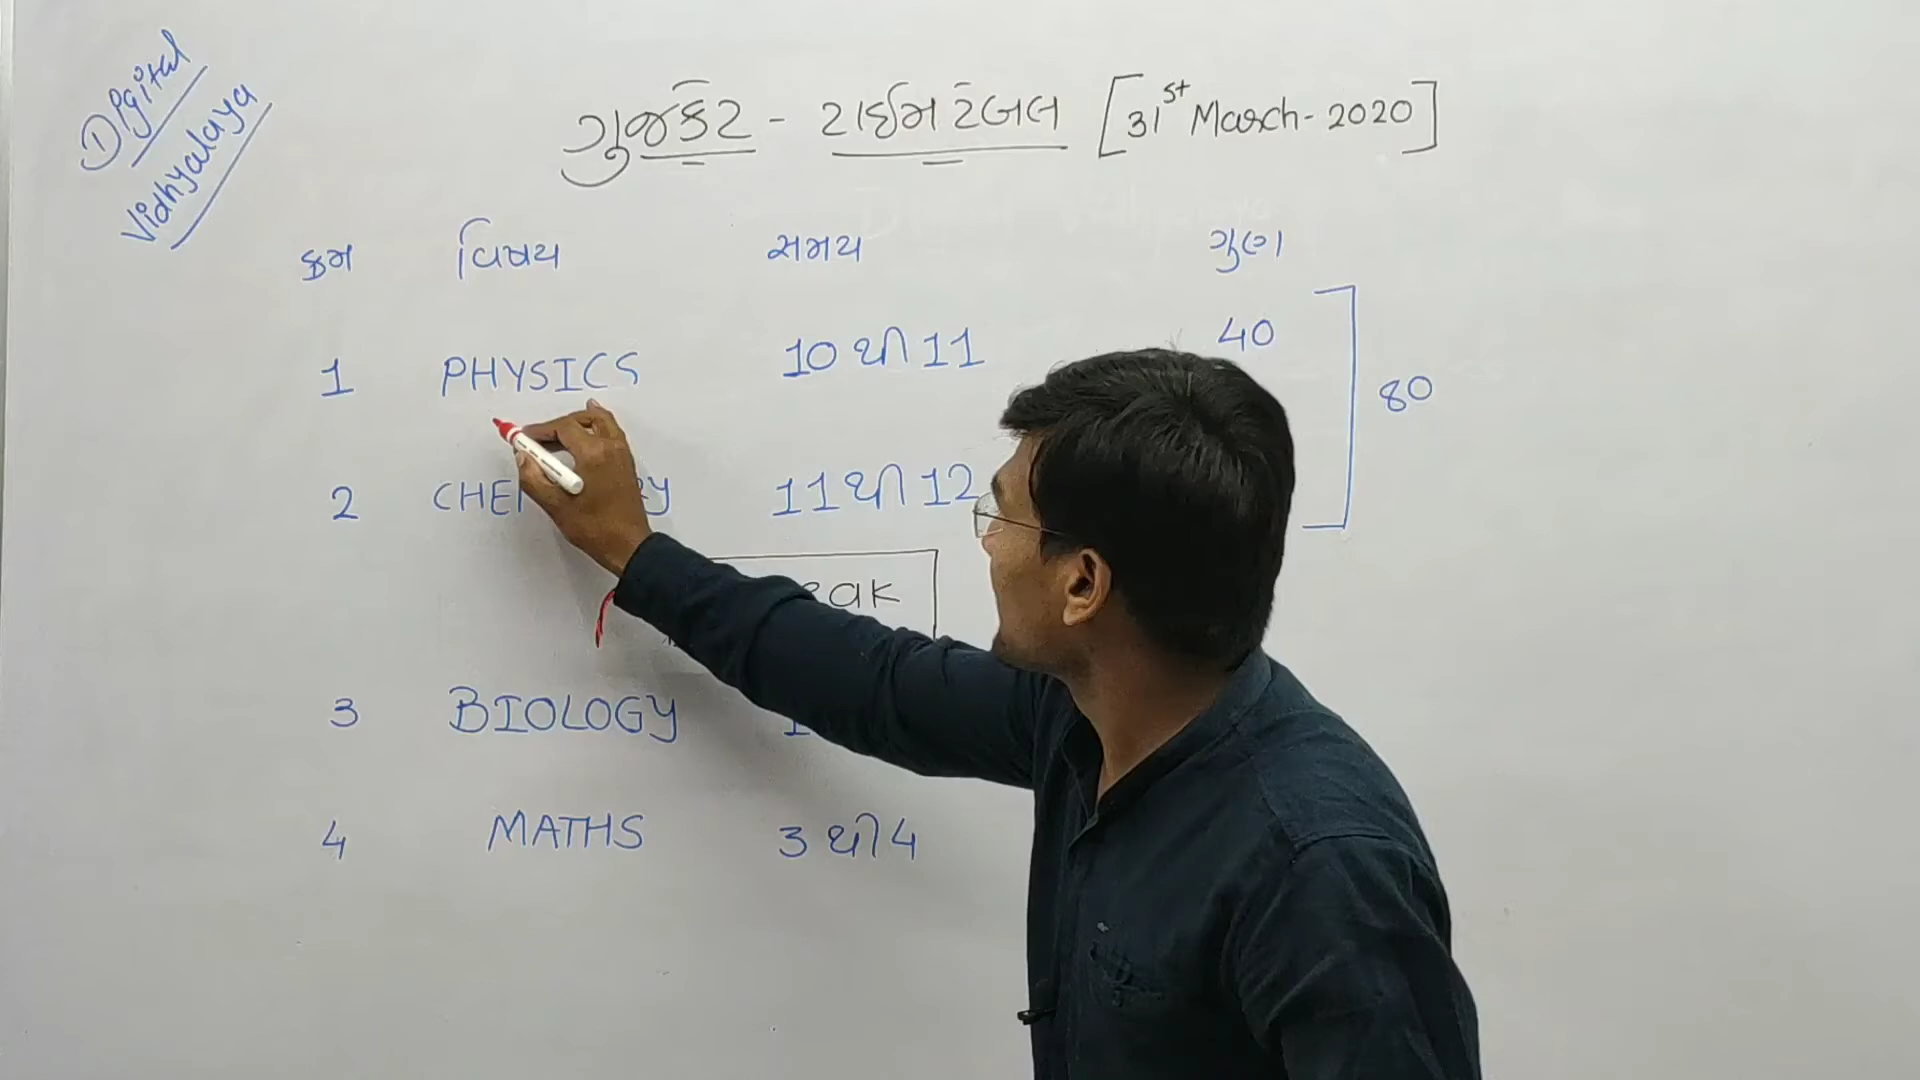 Digital
Vidhyalaya
ગુજકેટ - ટાઈમ ટેબલ [31st March-2020]
ક્રમ વિષય સમય ગુણ
1 PHYSICS 10 થી 11 40
80
2 11 થી 12
3 BIOLOGY
4 MATHS 3 થી 4